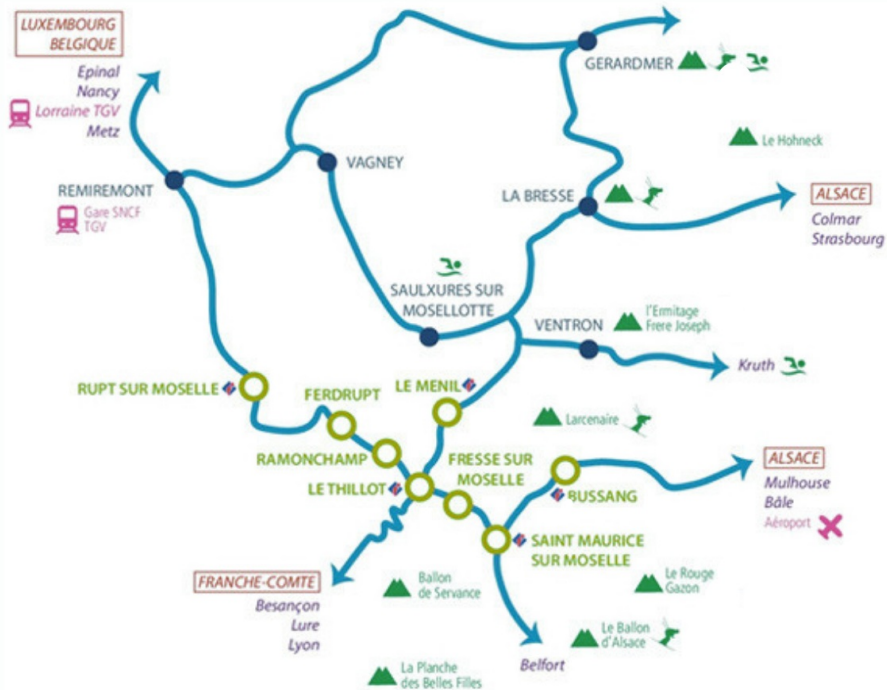 LUXEMBOURG
BELGIQUE
Epinal
Nancy
Lorraine TGV
Metz
GERARDMER
Le Hohneck
VAGNEY
REMIREMONT
Gare SNCF
TGV
LA BRESSE
ALSACE
Colmar
Strasbourg
SAULXURES SUR
MOSELLOTTE
VENTRON
l'Ermitage
Frere Joseph
Kruth
RUPT SUR MOSELLE
FERDRUPT
LE MENIL
Larcenaire
RAMONCHAMP
FRESSE SUR
MOSELLE
LE THILLOT
BUSSANG
ALSACE
Mulhouse
Bâle
Aéroport
SAINT MAURICE
SUR MOSELLE
FRANCHE-COMTE
Besançon
Lure
Lyon
Ballon
de Servance
Le Rouge
Gazon
Le Ballon
d'Alsace
Belfort
La Planche
des Belles Filles